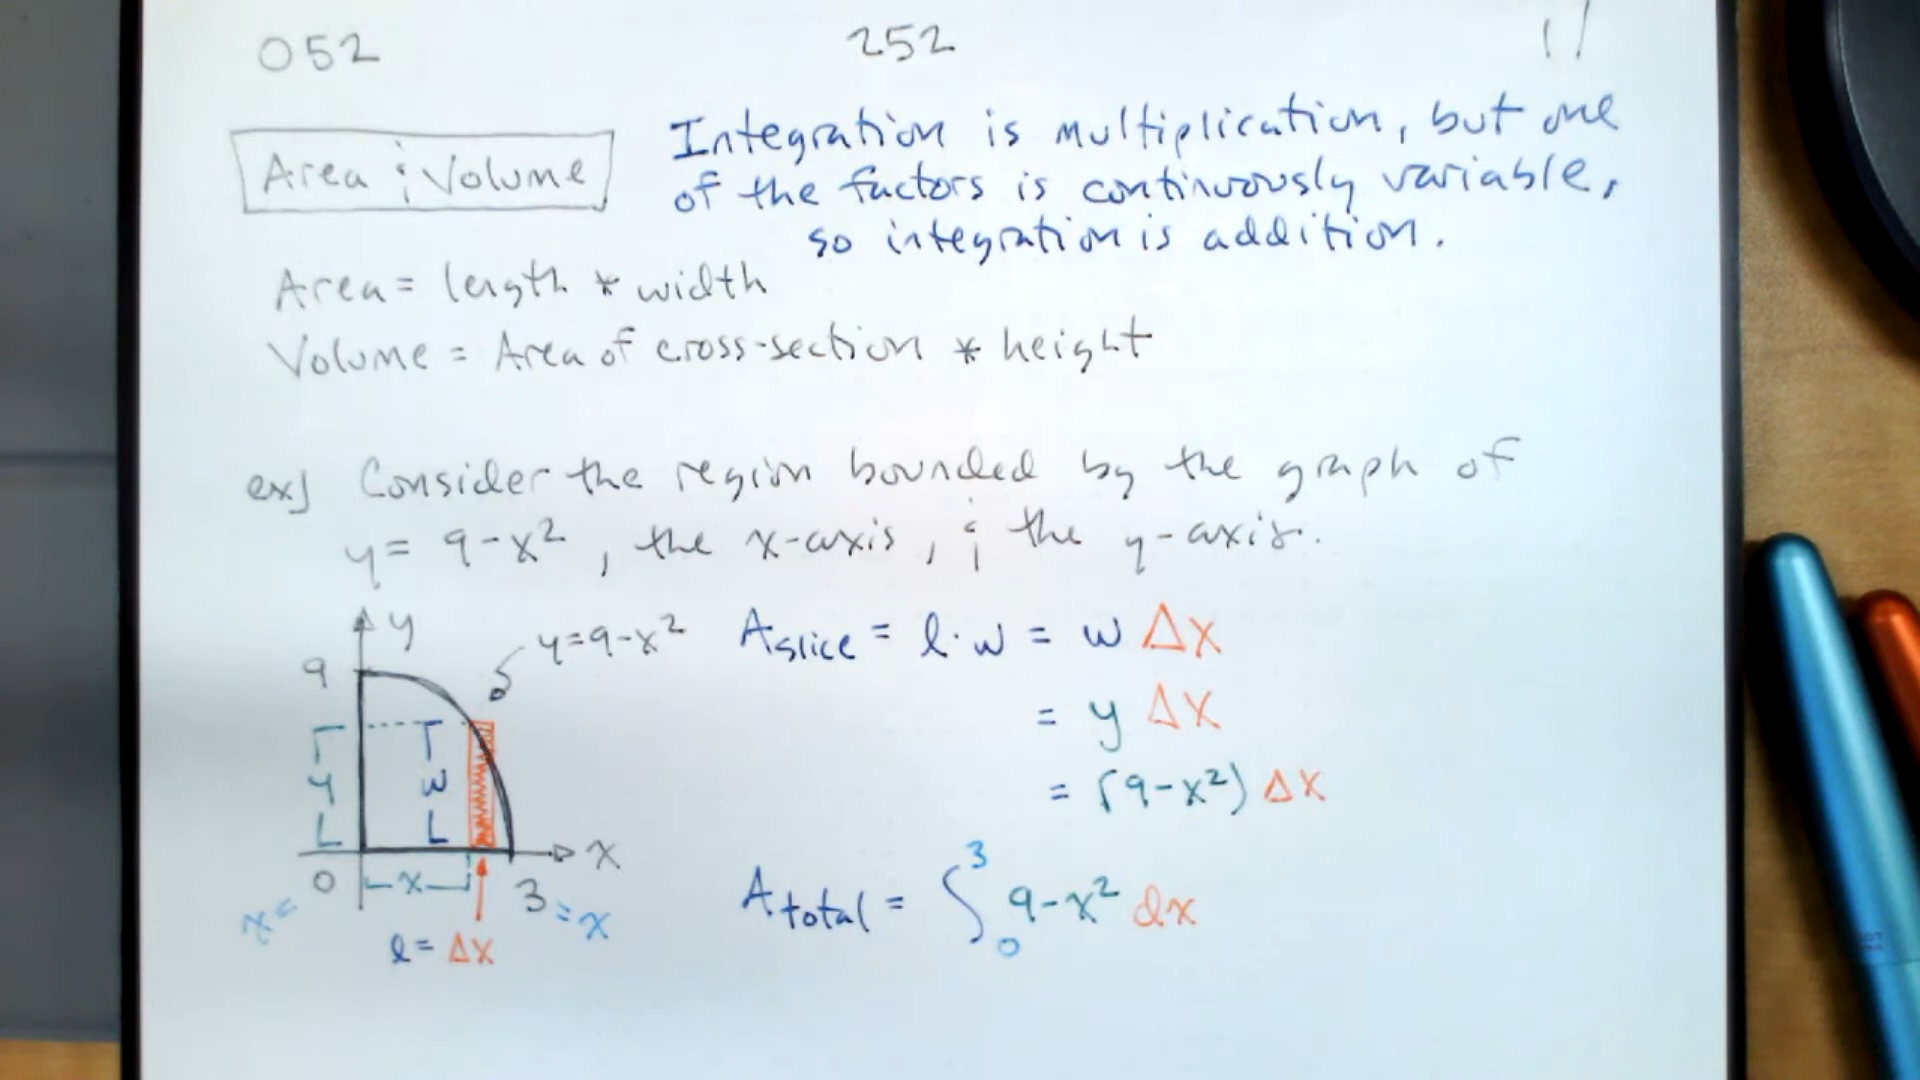 052 252 11
Area & Volume
Integration is multiplication, but one
of the factors is continuously variable,
so integration is addition.
Area = length * width
Volume = Area of cross-section * height
ex] Consider the region bounded by the graph of
y = 9-x², the x-axis, & the y-axis.
y
9
y=9-x²
y
w
x
0
x
3
x=
=x
l = Δx
A slice = l·w = w Δx
= y Δx
= (9-x²) Δx
A total = ∫₀³ 9-x² dx